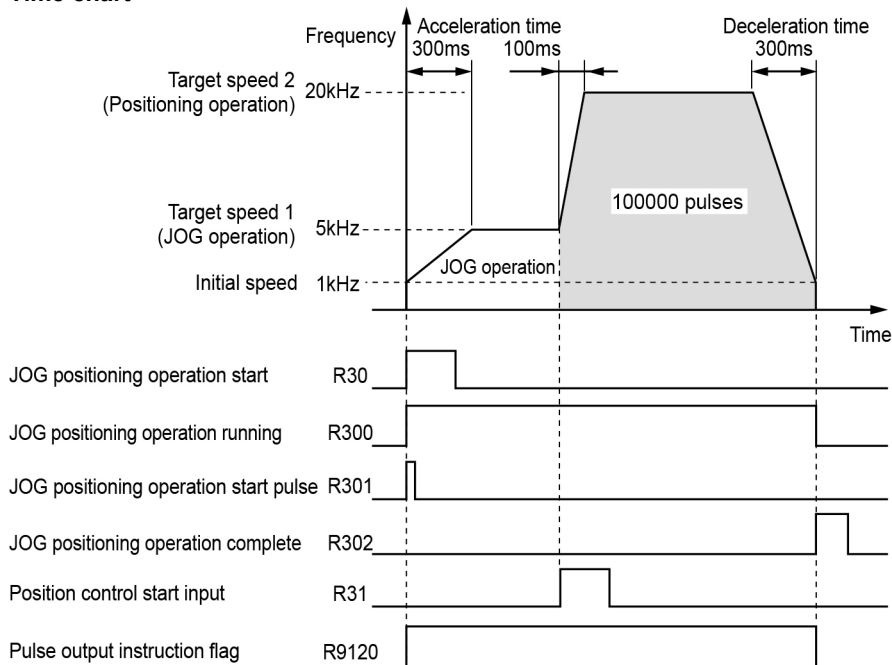 Time chart
Frequency
Acceleration time
300ms
100ms
Deceleration time
300ms
Target speed 2
(Positioning operation)
20kHz
100000 pulses
Target speed 1
(JOG operation)
5kHz
JOG operation
Initial speed
1kHz
Time
JOG positioning operation start R30
JOG positioning operation running R300
JOG positioning operation start pulse R301
JOG positioning operation complete R302
Position control start input R31
Pulse output instruction flag R9120